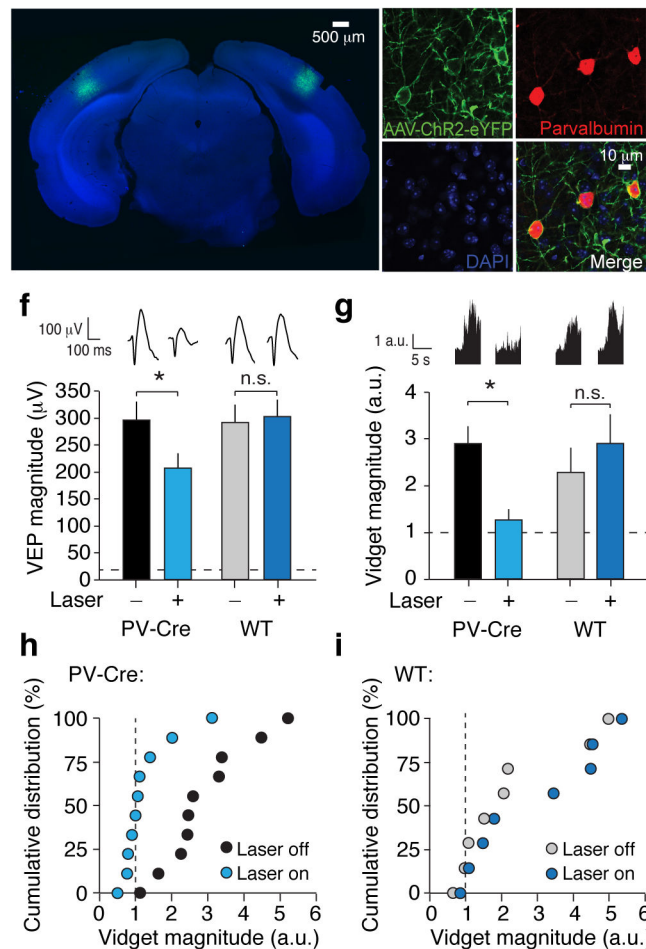 500 μm
AAV-ChR2-eYFP
Parvalbumin
10 μm
DAPI
Merge
f
100 μV
100 ms
*
n.s.
VEP magnitude (μV)
350
300
250
200
150
100
50
0
Laser
–
+
–
+
PV-Cre
WT
g
1 a.u.
5 s
*
n.s.
Vidget magnitude (a.u.)
4
3
2
1
0
Laser
–
+
–
+
PV-Cre
WT
h
PV-Cre:
Cumulative distribution (%)
100
75
50
25
0
Laser off
Laser on
0 1 2 3 4 5 6
Vidget magnitude (a.u.)
i
WT:
Cumulative distribution (%)
100
75
50
25
0
Laser off
Laser on
0 1 2 3 4 5 6
Vidget magnitude (a.u.)